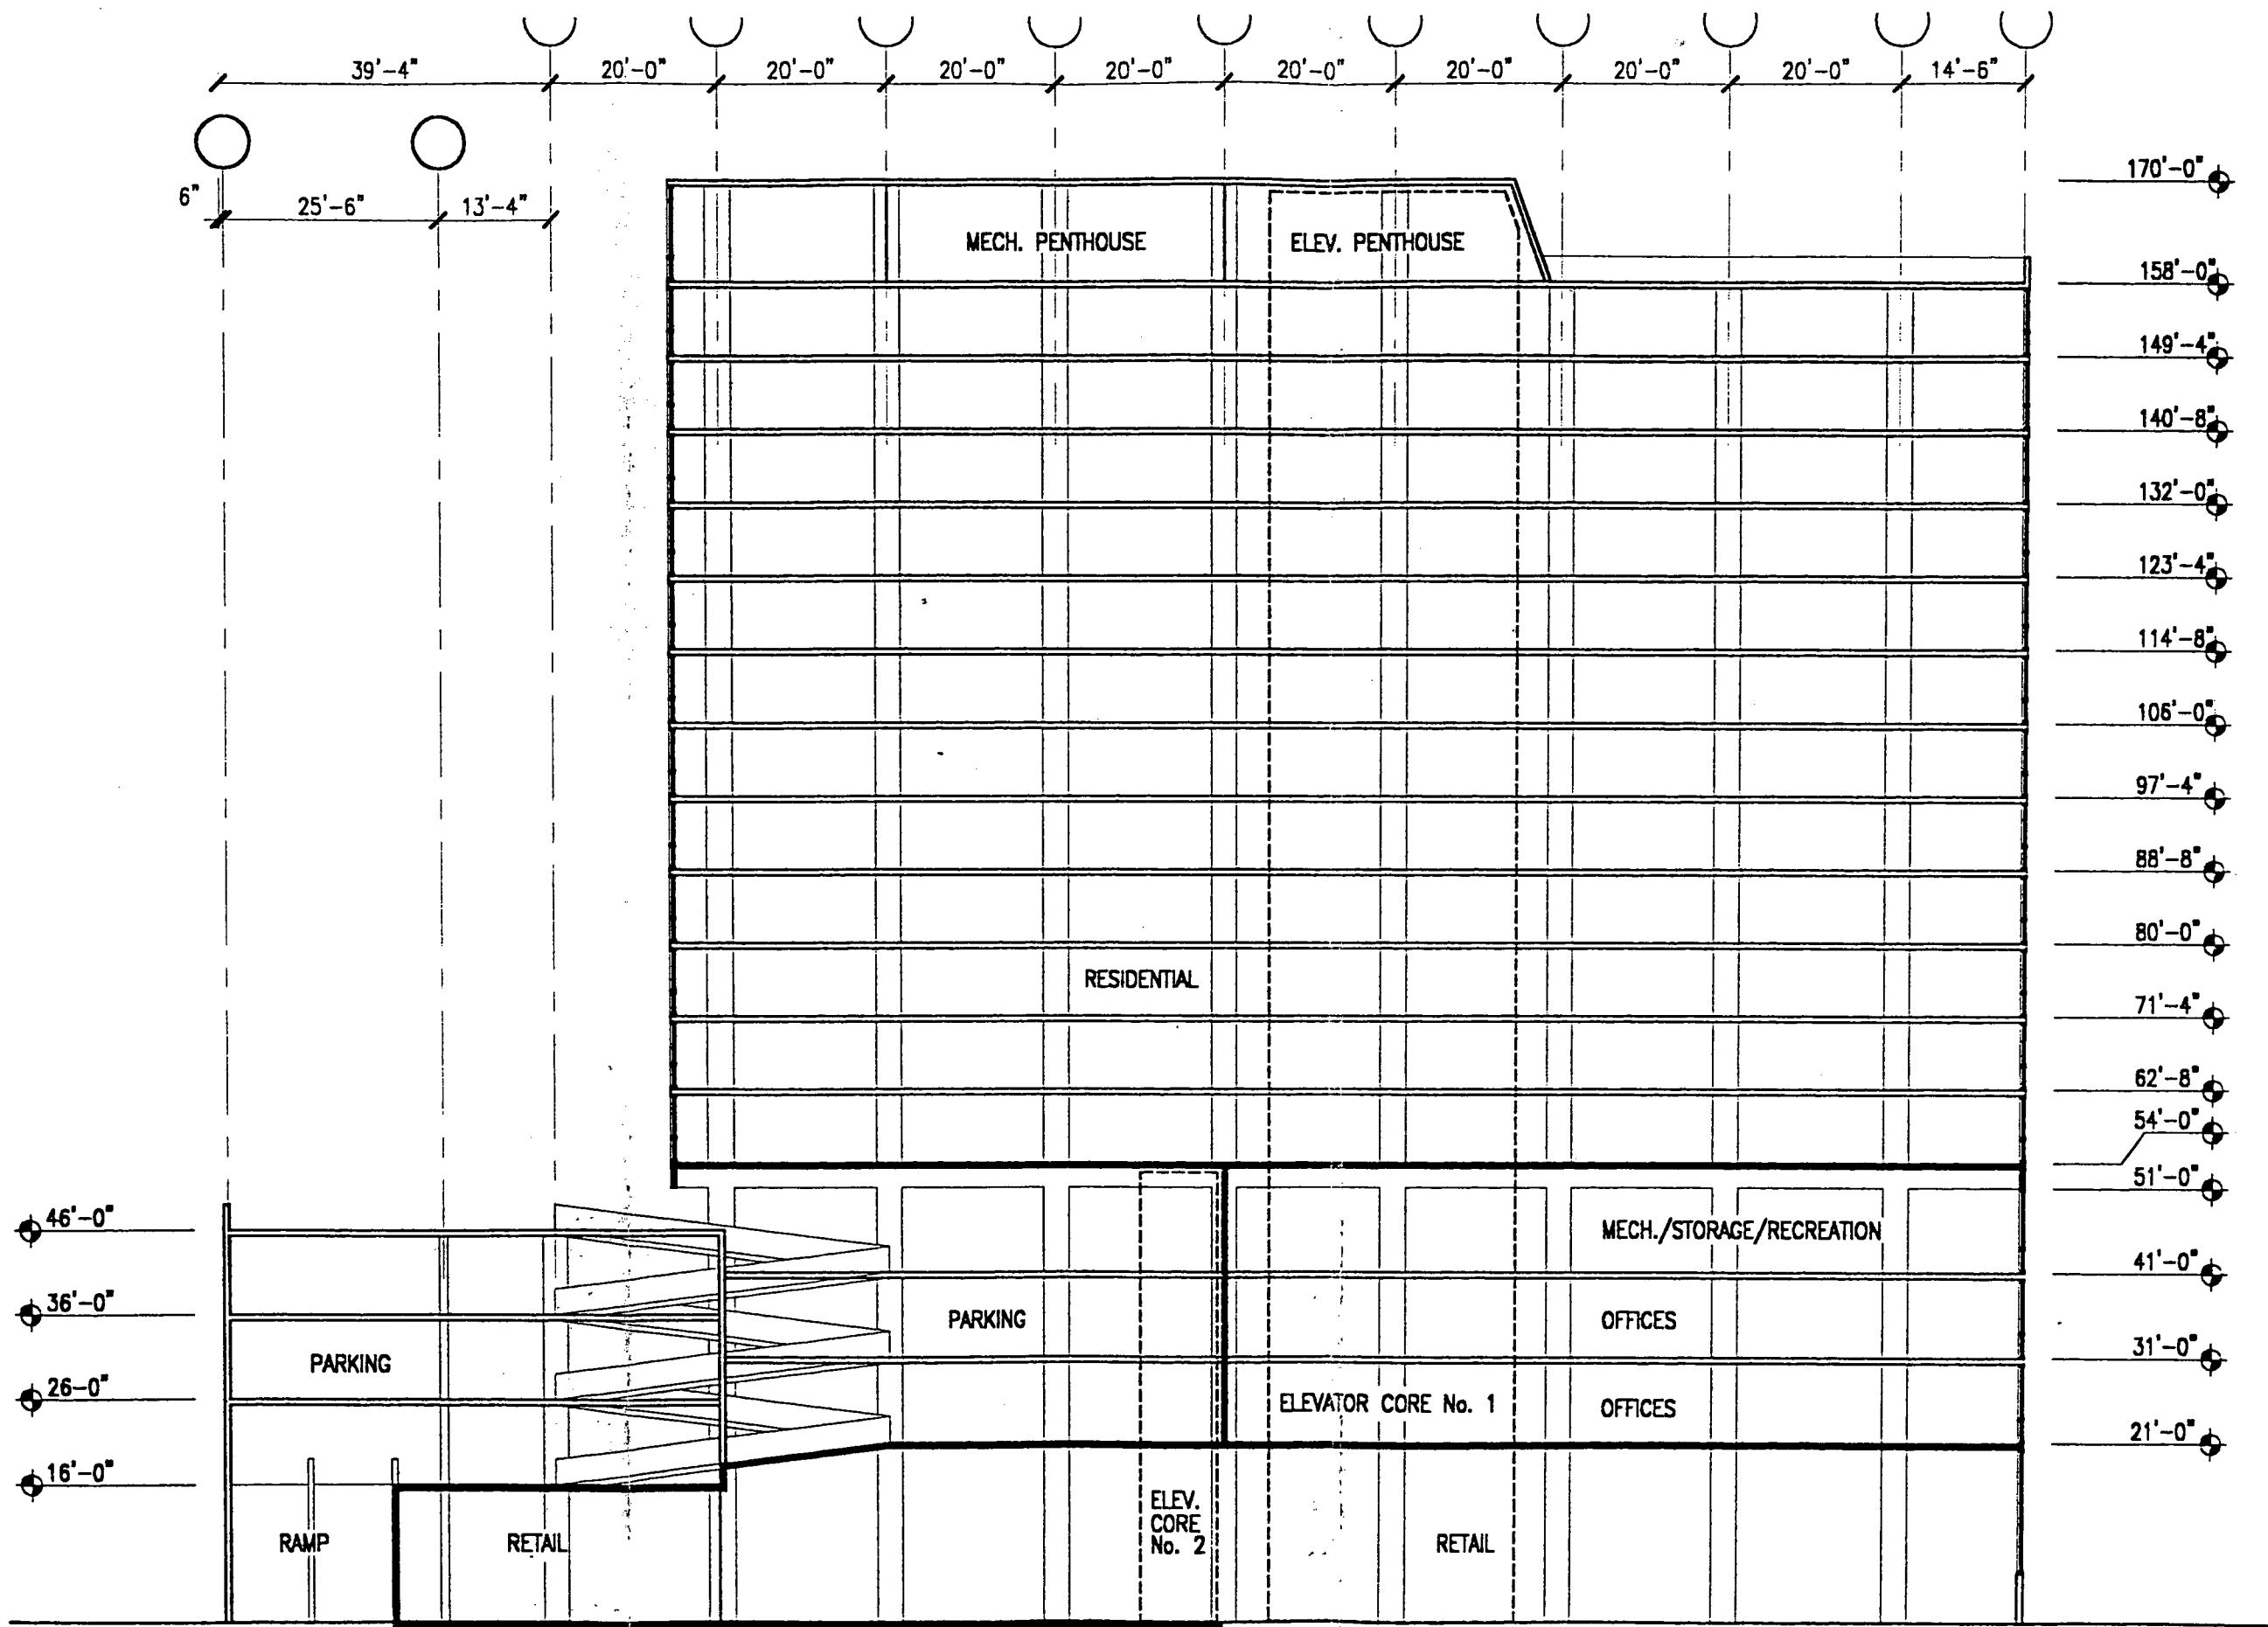 39'-4" 20'-0" 20'-0" 20'-0" 20'-0" 20'-0" 20'-0" 20'-0" 20'-0" 14'-6"
6" 25'-6" 13'-4"
170'-0"
MECH. PENTHOUSE ELEV. PENTHOUSE
158'-0"
149'-4"
140'-8"
132'-0"
123'-4"
114'-8"
106'-0"
97'-4"
88'-8"
80'-0"
RESIDENTIAL
71'-4"
62'-8"
54'-0"
51'-0"
46'-0"
MECH./STORAGE/RECREATION
41'-0"
36'-0"
PARKING OFFICES
31'-0"
PARKING
26-0"
ELEVATOR CORE No. 1 OFFICES
21'-0"
16'-0"
ELEV.
CORE
No. 2
RAMP RETAIL RETAIL